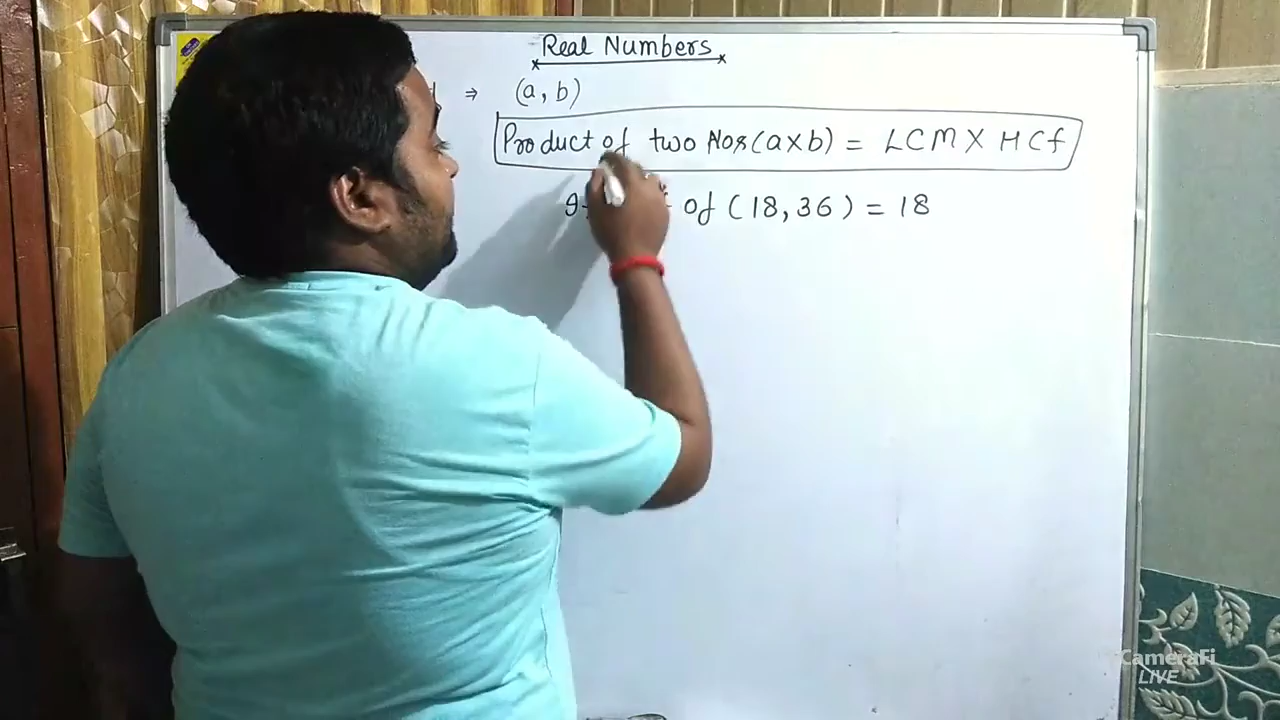 Real Numbers
⇒ (a, b)
Product of two Nos(a×b) = LCM × HCf
of (18, 36) = 18
CameraFi
LIVE